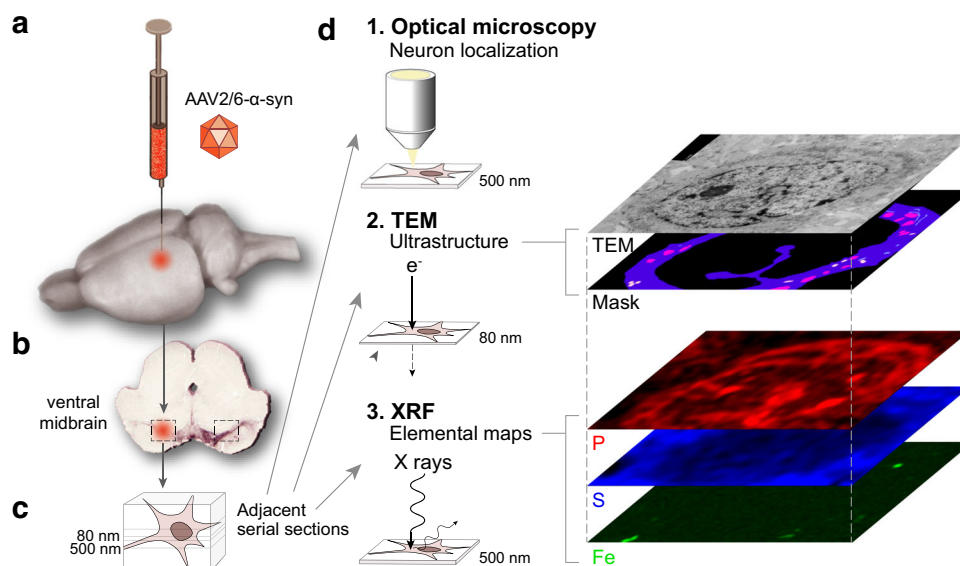 a
AAV2/6-α-syn
b
ventral
midbrain
c
80 nm
500 nm
Adjacent
serial sections
d
1. Optical microscopy
Neuron localization
500 nm
2. TEM
Ultrastructure
e-
80 nm
3. XRF
Elemental maps
X rays
500 nm
TEM
Mask
P
S
Fe